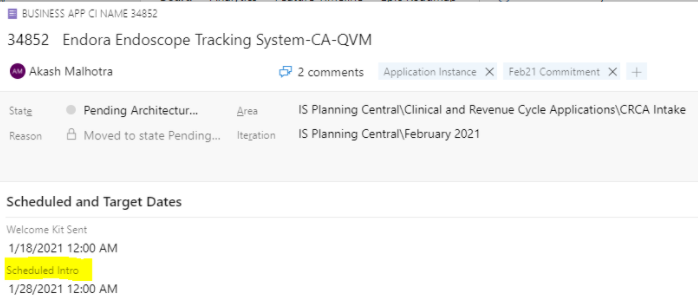 BUSINESS APP CI NAME 34852
34852 Endora Endoscope Tracking System-CA-QVM
AM Akash Malhotra 2 comments Application Instance X Feb21 Commitment X +
State Pending Architectur... Area IS Planning Central\Clinical and Revenue Cycle Applications\CRCA Intake
Reason Moved to state Pending... Iteration IS Planning Central\February 2021
Scheduled and Target Dates
Welcome Kit Sent
1/18/2021 12:00 AM
Scheduled Intro
1/28/2021 12:00 AM